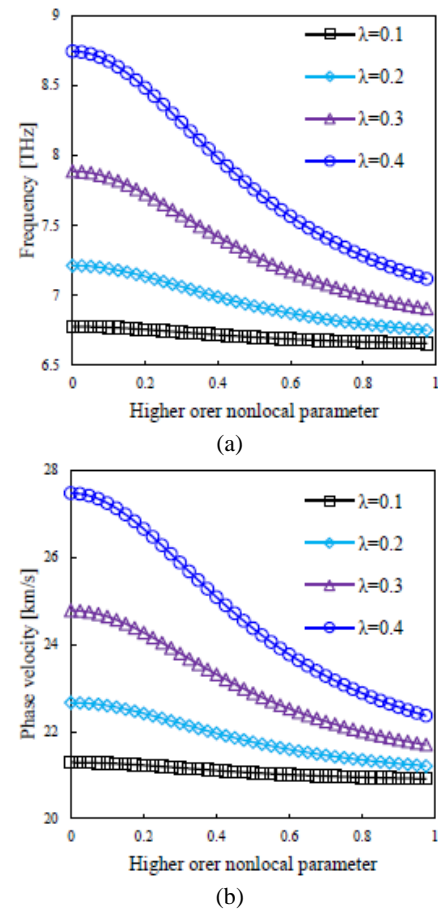 9
8.5
8
7.5
7
6.5
Frequency [THz]
λ=0.1
λ=0.2
λ=0.3
λ=0.4
0 0.2 0.4 0.6 0.8 1
Higher orer nonlocal parameter
(a)
28
26
24
22
20
Phase velocity [km/s]
λ=0.1
λ=0.2
λ=0.3
λ=0.4
0 0.2 0.4 0.6 0.8 1
Higher orer nonlocal parameter
(b)